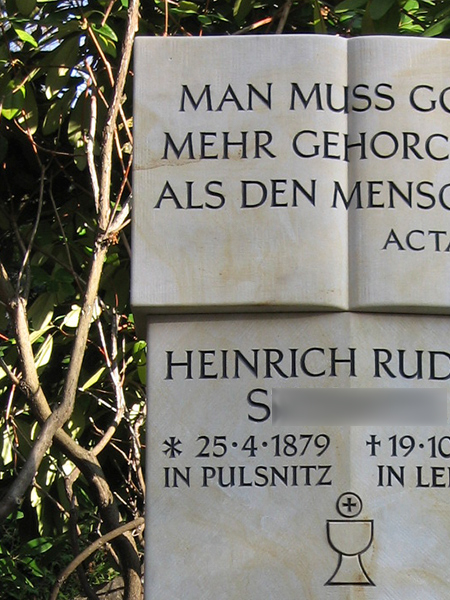 MAN MUSS GO
MEHR GEHORC
ALS DEN MENSC
ACTA
HEINRICH RUD
S
* 25·4·1879
†19·10
IN PULSNITZ
IN LEI